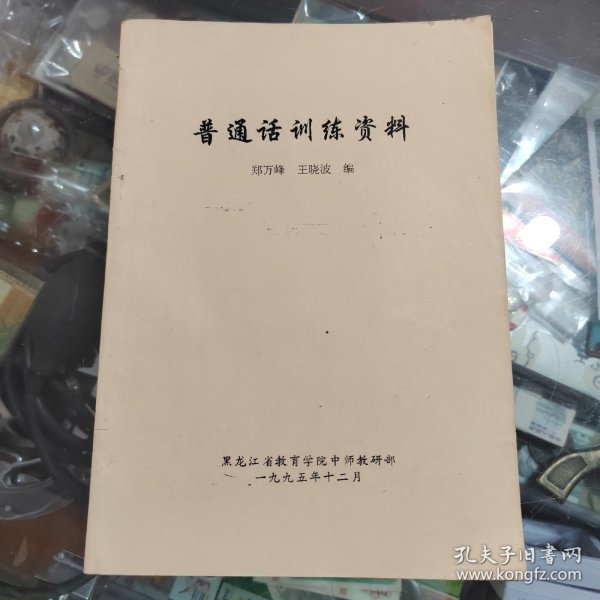 普通话训练资料
郑万峰 王晓波 编
黑龙江省教育学院中师教研部
一九九五年十二月
孔夫子旧书网
www.kongfz.com